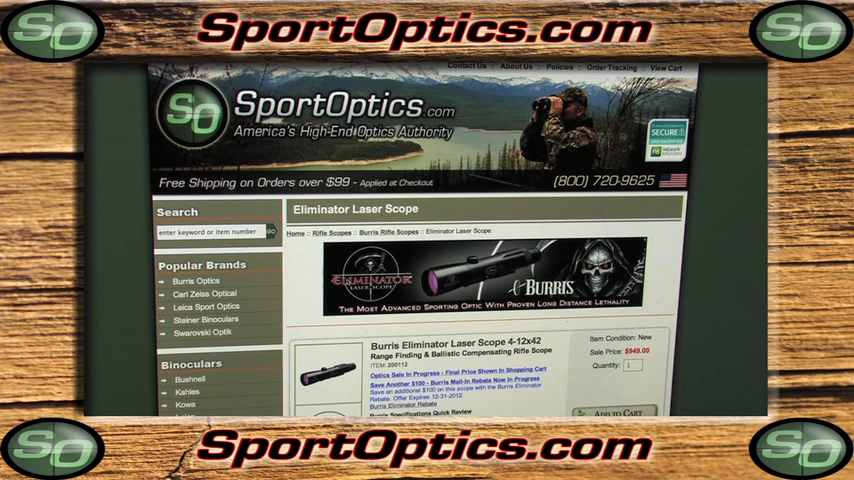 SO SportOptics.com SO
Contact Us :: About Us :: Policies :: Order Tracking :: View Cart
SO SportOptics.com
America's High-End Optics Authority
SECURE
Free Shipping on Orders over $99 - Applied at Checkout (800) 720-9625
Search
enter keyword or item number GO
Popular Brands
Burris Optics
Carl Zeiss Optical
Leica Sport Optics
Steiner Binoculars
Swarovski Optik
Binoculars
Bushnell
Kahles
Kowa
Eliminator Laser Scope
Home :: Rifle Scopes :: Burris Rifle Scopes :: Eliminator Laser Scope
ELIMINATOR
LASER SCOPE
BURRIS
The Most Advanced Sporting Optic With Proven Long Distance Lethality
Burris Eliminator Laser Scope 4-12x42
Range Finding & Ballistic Compensating Rifle Scope
ITEM: 200112
Optics Sale In Progress - Final Price Shown In Shopping Cart
Save Another $100 - Burris Mail-In Rebate Now In Progress
Save an additional $100 on this scope with the Burris Eliminator
Rebate. Offer Expires 12-31-2012.
Burris Eliminator Rebate
Burris Specifications Quick Review
Item Condition: New
Sale Price: $949.00
Quantity: 1
Add to Cart
SO SportOptics.com SO